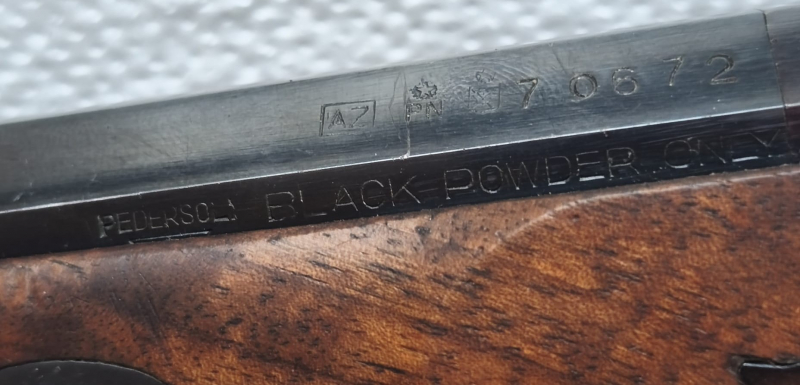 AZ PN 70672
PEDERSOLI BLACK POWDER ONLY